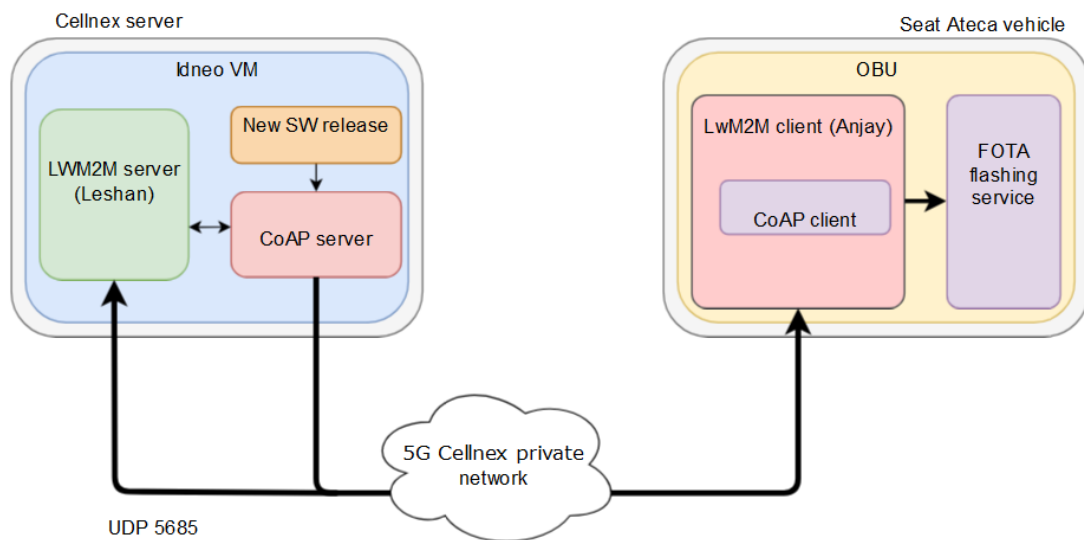 Cellnex server
Seat Ateca vehicle
Idneo VM
OBU
New SW release
LWM2M server
(Leshan)
CoAP server
LwM2M client (Anjay)
CoAP client
FOTA
flashing
service
5G Cellnex private
network
UDP 5685